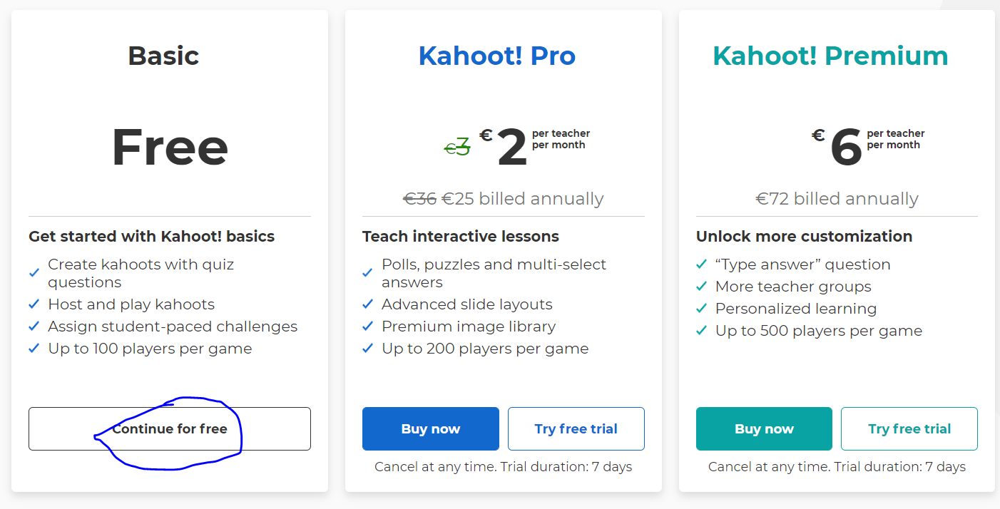 Basic
Free
Get started with Kahoot! basics
Create kahoots with quiz
questions
Host and play kahoots
Assign student-paced challenges
Up to 100 players per game
Continue for free
Kahoot! Pro
€3 €2 per teacher
per month
€36 €25 billed annually
Teach interactive lessons
Polls, puzzles and multi-select
answers
Advanced slide layouts
Premium image library
Up to 200 players per game
Buy now
Try free trial
Cancel at any time. Trial duration: 7 days
Kahoot! Premium
€6 per teacher
per month
€72 billed annually
Unlock more customization
“Type answer” question
More teacher groups
Personalized learning
Up to 500 players per game
Buy now
Try free trial
Cancel at any time. Trial duration: 7 days